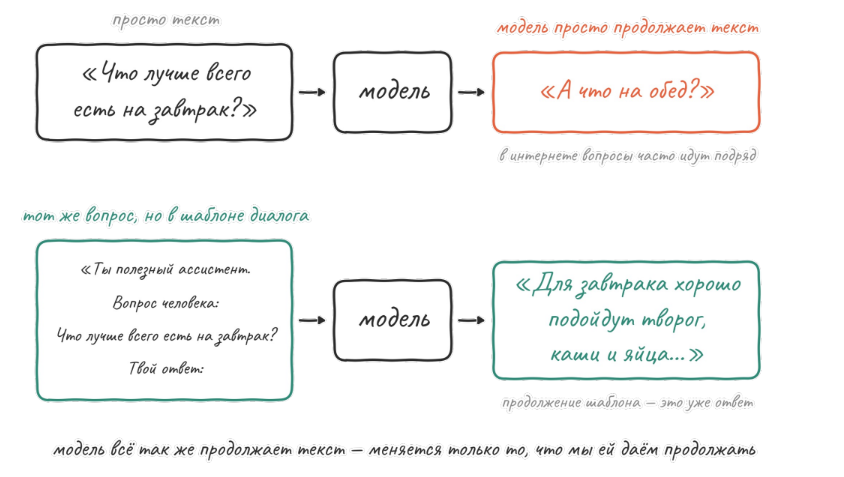 просто текст
«Что лучше всего
есть на завтрак?»
модель
модель просто продолжает текст
«А что на обед?»
в интернете вопросы часто идут подряд
тот же вопрос, но в шаблоне диалога
«Ты полезный ассистент.
Вопрос человека:
Что лучше всего есть на завтрак?
Твой ответ:
модель
«Для завтрака хорошо
подойдут творог,
каши и яйца...»
продолжение шаблона — это уже ответ
модель всё так же продолжает текст — меняется только то, что мы ей даём продолжать